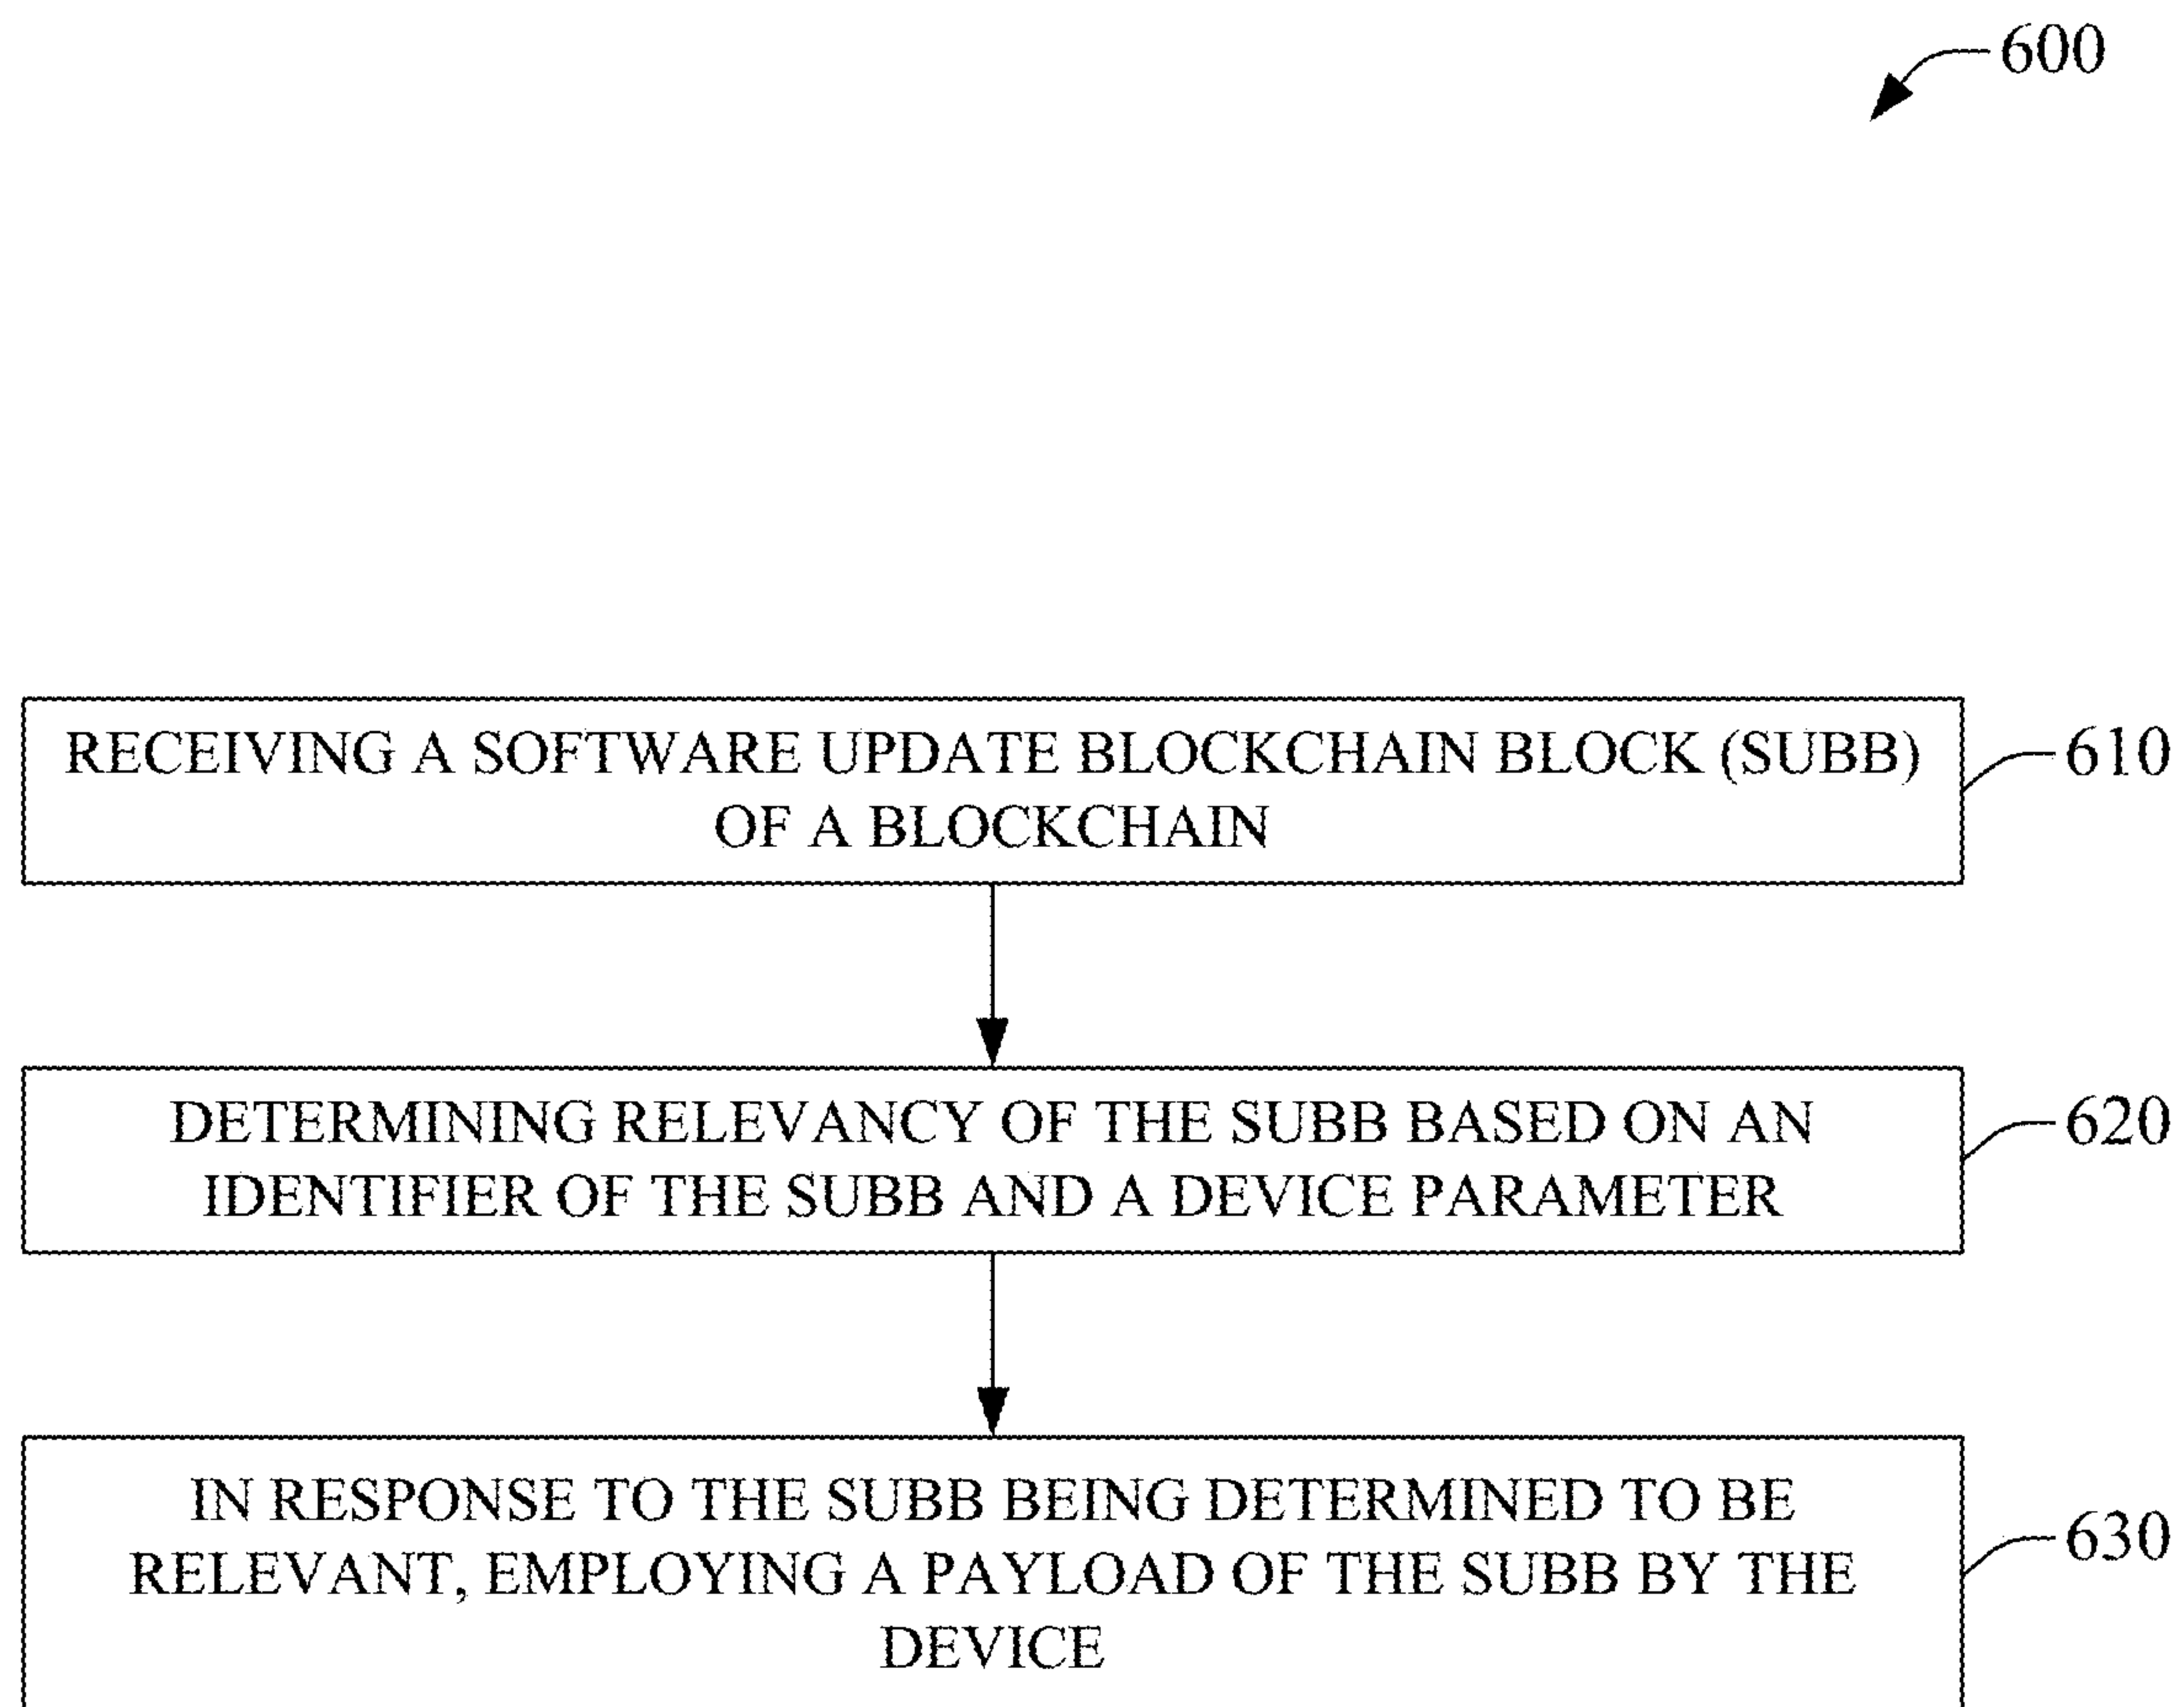 600
RECEIVING A SOFTWARE UPDATE BLOCKCHAIN BLOCK (SUBB)
OF A BLOCKCHAIN
610
DETERMINING RELEVANCY OF THE SUBB BASED ON AN
IDENTIFIER OF THE SUBB AND A DEVICE PARAMETER
620
IN RESPONSE TO THE SUBB BEING DETERMINED TO BE
RELEVANT, EMPLOYING A PAYLOAD OF THE SUBB BY THE
DEVICE
630